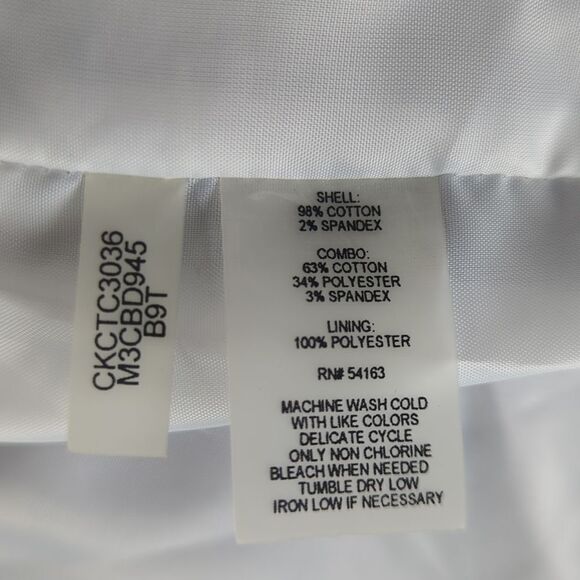 CKCTC3036
M3CBD945
B9T
SHELL:
98% COTTON
2% SPANDEX
COMBO:
63% COTTON
34% POLYESTER
3% SPANDEX
LINING:
100% POLYESTER
RN# 54163
MACHINE WASH COLD
WITH LIKE COLORS
DELICATE CYCLE
ONLY NON CHLORINE
BLEACH WHEN NEEDED
TUMBLE DRY LOW
IRON LOW IF NECESSARY